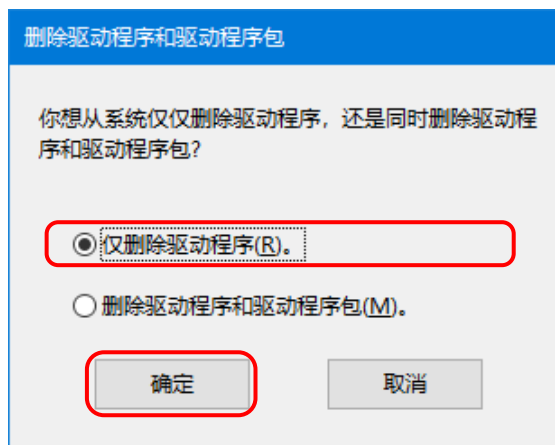 删除驱动程序和驱动程序包
你想从系统仅仅删除驱动程序，还是同时删除驱动程
序和驱动程序包?
仅删除驱动程序(R)。
删除驱动程序和驱动程序包(M)。
确定
取消